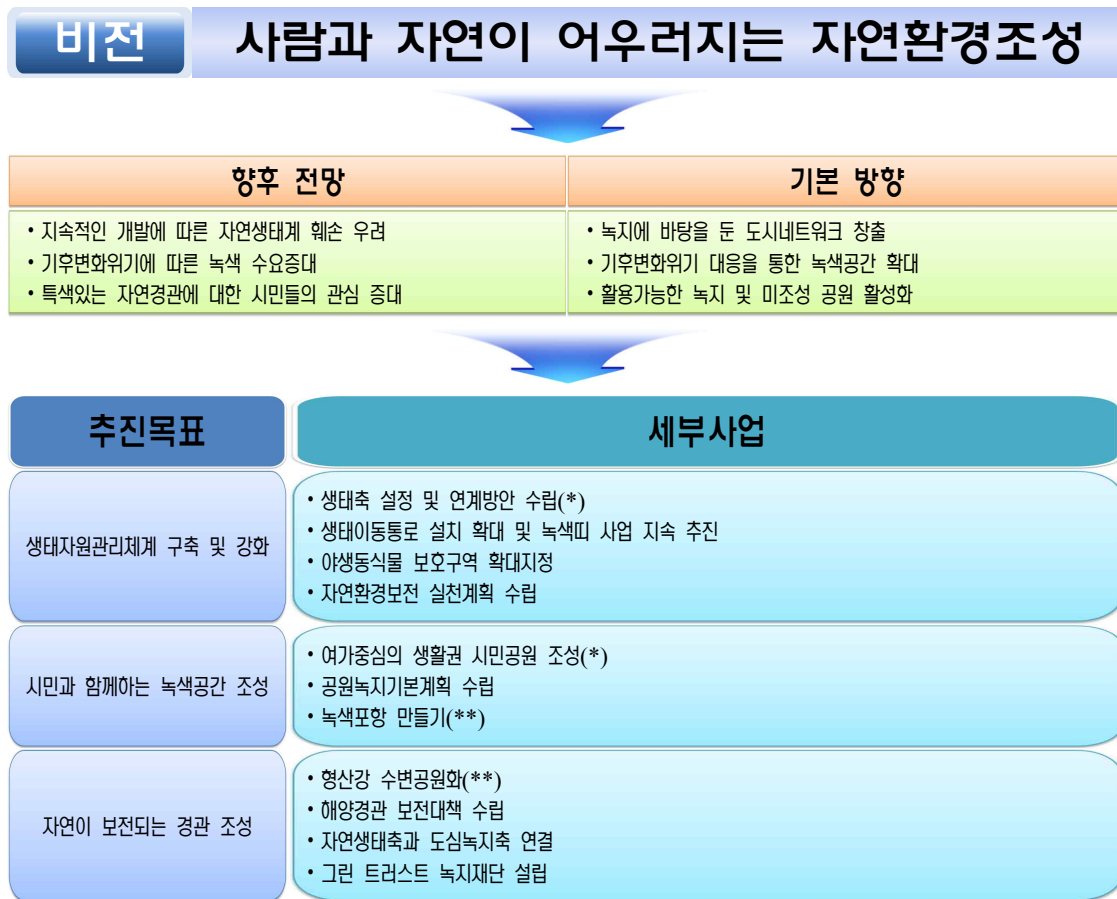 비전 사람과 자연이 어우러지는 자연환경조성
향후 전망
기본 방향
• 지속적인 개발에 따른 자연생태계 훼손 우려
• 기후변화위기에 따른 녹색 수요증대
• 특색있는 자연경관에 대한 시민들의 관심 증대
• 녹지에 바탕을 둔 도시네트워크 창출
• 기후변화위기 대응을 통한 녹색공간 확대
• 활용가능한 녹지 및 미조성 공원 활성화
추진목표
세부사업
생태자원관리체계 구축 및 강화
• 생태축 설정 및 연계방안 수립(*)
• 생태이동통로 설치 확대 및 녹색띠 사업 지속 추진
• 야생동식물 보호구역 확대지정
• 자연환경보전 실천계획 수립
시민과 함께하는 녹색공간 조성
• 여가중심의 생활권 시민공원 조성(*)
• 공원녹지기본계획 수립
• 녹색포항 만들기(**)
자연이 보전되는 경관 조성
• 형산강 수변공원화(**)
• 해양경관 보전대책 수립
• 자연생태축과 도심녹지축 연결
• 그린 트러스트 녹지재단 설립